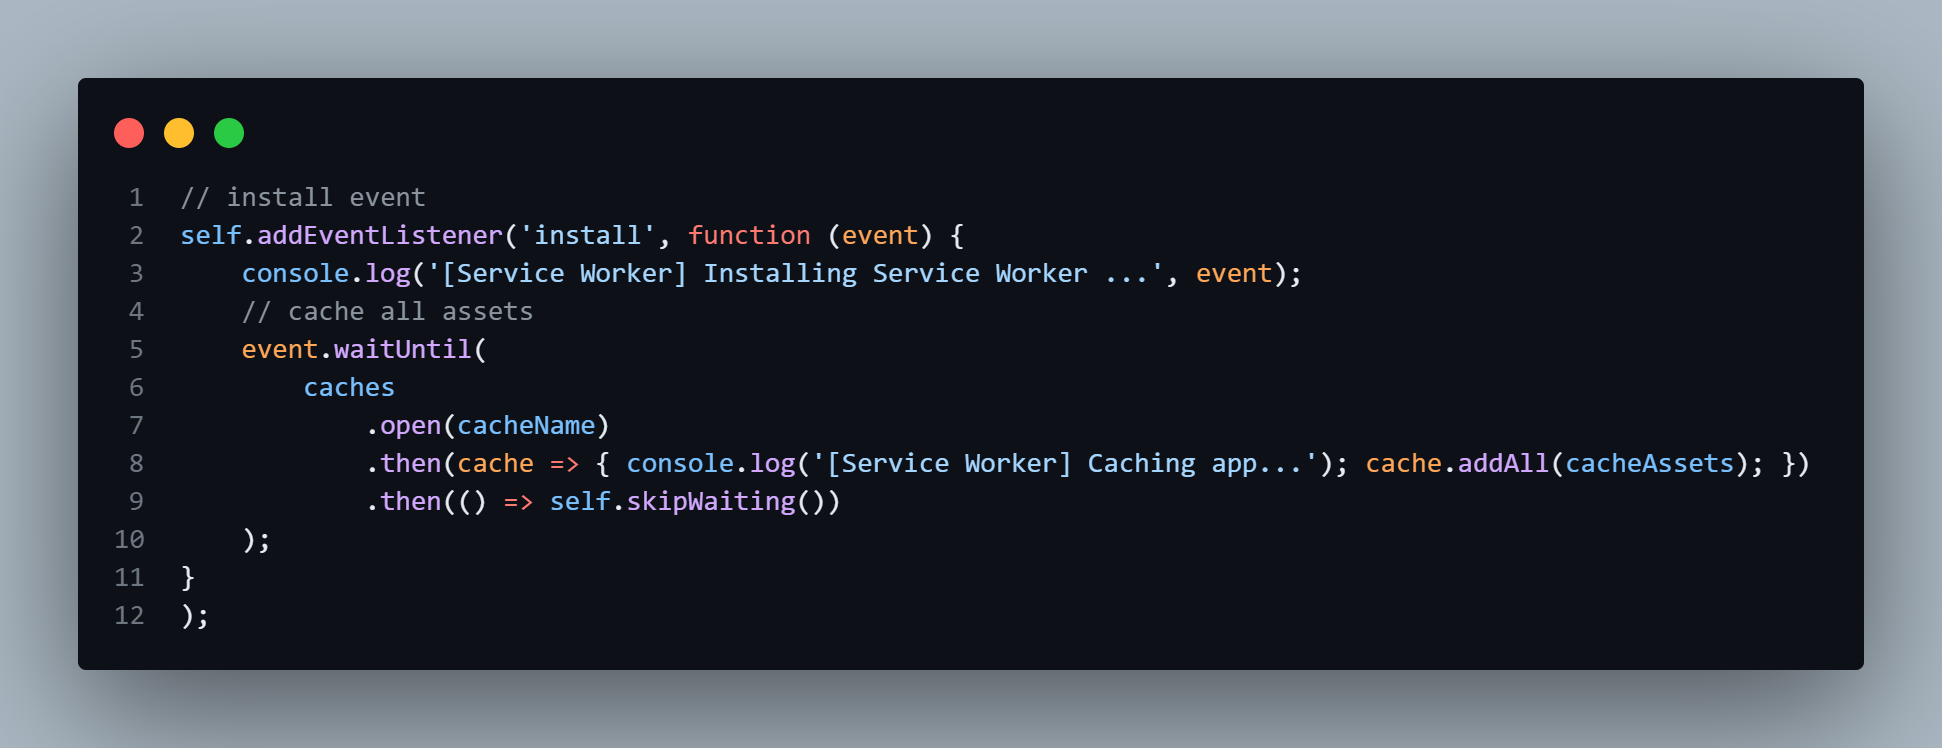 1 // install event
2 self.addEventListener('install', function (event) {
3     console.log('[Service Worker] Installing Service Worker ...', event);
4     // cache all assets
5     event.waitUntil(
6         caches
7             .open(cacheName)
8             .then(cache => { console.log('[Service Worker] Caching app...'); cache.addAll(cacheAssets); })
9             .then(() => self.skipWaiting())
10     );
11 }
12 );